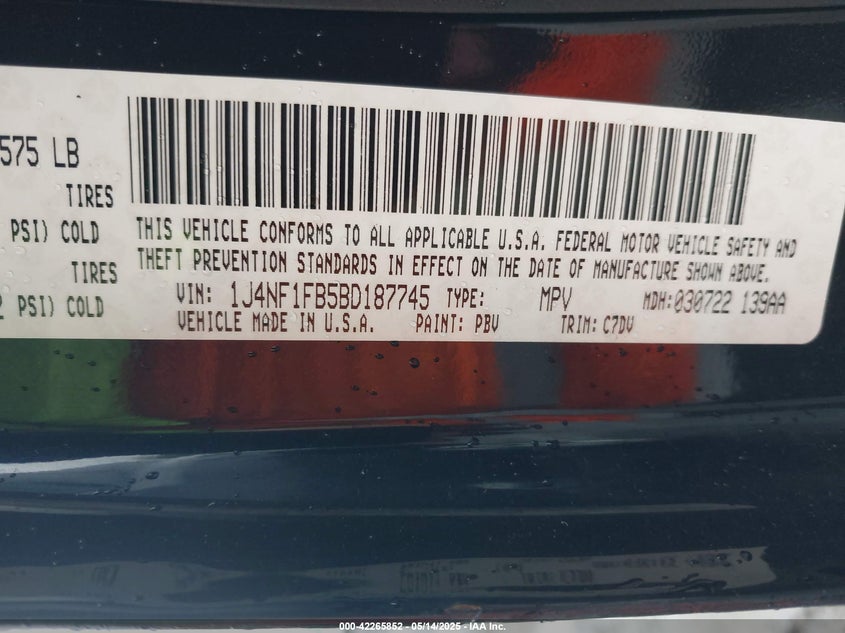 575 LB
TIRES
PSI) COLD
TIRES
PSI) COLD
THIS VEHICLE CONFORMS TO ALL APPLICABLE U.S.A. FEDERAL MOTOR VEHICLE SAFETY AND
THEFT PREVENTION STANDARDS IN EFFECT ON THE DATE OF MANUFACTURE SHOWN ABOVE.
VIN: 1J4NF1FB5BD187745 TYPE: MPV MDH:030722 139AA
VEHICLE MADE IN U.S.A. PAINT: PBV TRIM: C7DV
000-42265852 - 05/14/2025 - IAA Inc.